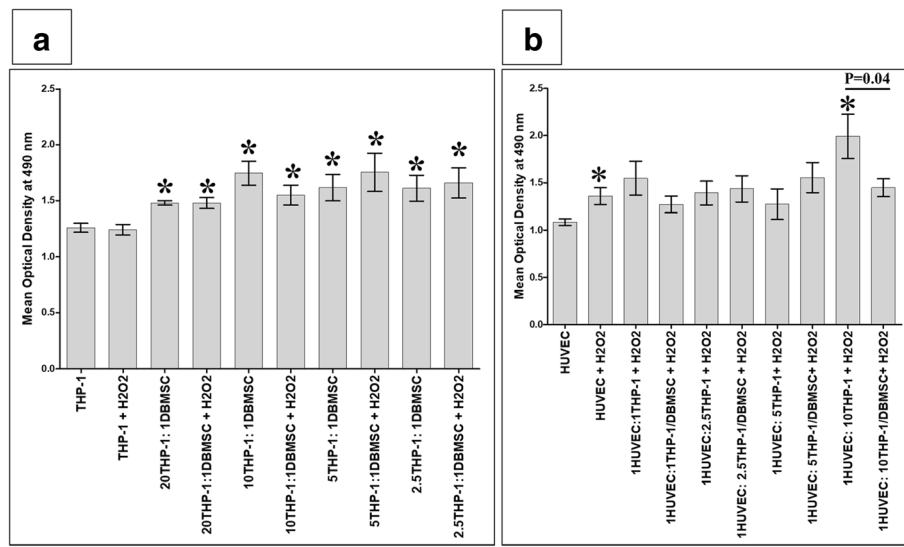 a
Mean Optical Density at 490 nm
2.5
2.0
1.5
1.0
0.5
0.0
*
*
*
*
*
*
*
*
THP-1
THP-1 + H2O2
20THP-1: 1DBMSC
20THP-1:1DBMSC + H2O2
10THP-1: 1DBMSC
10THP-1:1DBMSC + H2O2
5THP-1: 1DBMSC
5THP-1:1DBMSC + H2O2
2.5THP-1: 1DBMSC
2.5THP-1:1DBMSC + H2O2
b
P=0.04
Mean Optical Density at 490 nm
2.5
2.0
1.5
1.0
0.5
0.0
*
*
HUVEC
HUVEC + H2O2
1HUVEC:1THP-1 + H2O2
1HUVEC:1THP-1/DBMSC + H2O2
1HUVEC:2.5THP-1 + H2O2
1HUVEC: 2.5THP-1/DBMSC + H2O2
1HUVEC: 5THP-1+ H2O2
1HUVEC: 5THP-1/DBMSC+ H2O2
1HUVEC: 10THP-1 + H2O2
1HUVEC: 10THP-1/DBMSC+ H2O2